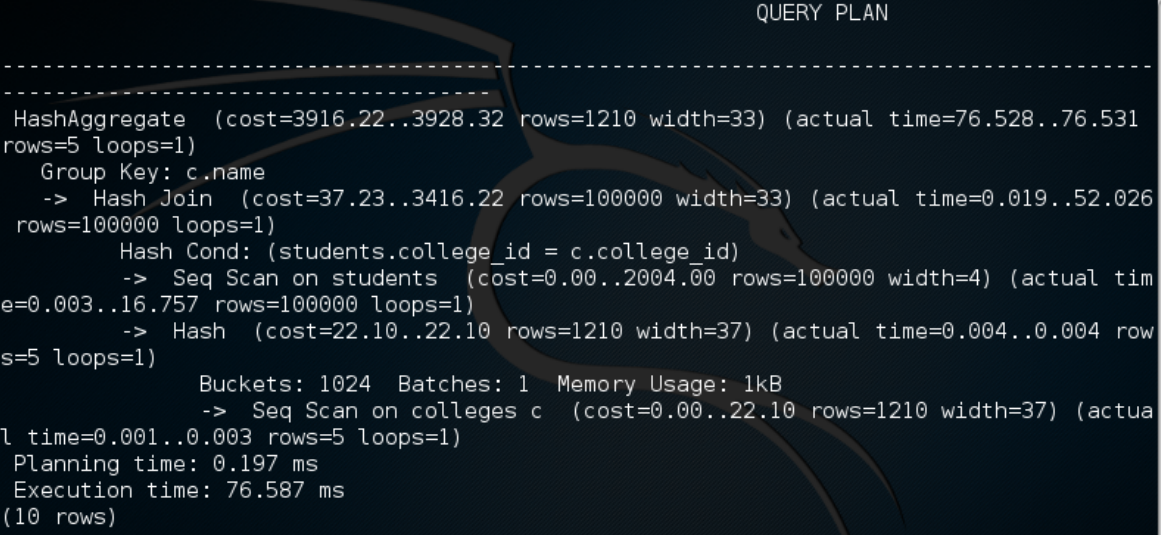 QUERY PLAN
---------------------------------------------------------------------------------------
-------------------------------------
HashAggregate  (cost=3916.22..3928.32 rows=1210 width=33) (actual time=76.528..76.531
rows=5 loops=1)
   Group Key: c.name
   ->  Hash Join  (cost=37.23..3416.22 rows=100000 width=33) (actual time=0.019..52.026
 rows=100000 loops=1)
         Hash Cond: (students.college_id = c.college_id)
         ->  Seq Scan on students  (cost=0.00..2004.00 rows=100000 width=4) (actual tim
e=0.003..16.757 rows=100000 loops=1)
         ->  Hash  (cost=22.10..22.10 rows=1210 width=37) (actual time=0.004..0.004 row
s=5 loops=1)
               Buckets: 1024  Batches: 1  Memory Usage: 1kB
               ->  Seq Scan on colleges c  (cost=0.00..22.10 rows=1210 width=37) (actua
l time=0.001..0.003 rows=5 loops=1)
 Planning time: 0.197 ms
 Execution time: 76.587 ms
(10 rows)